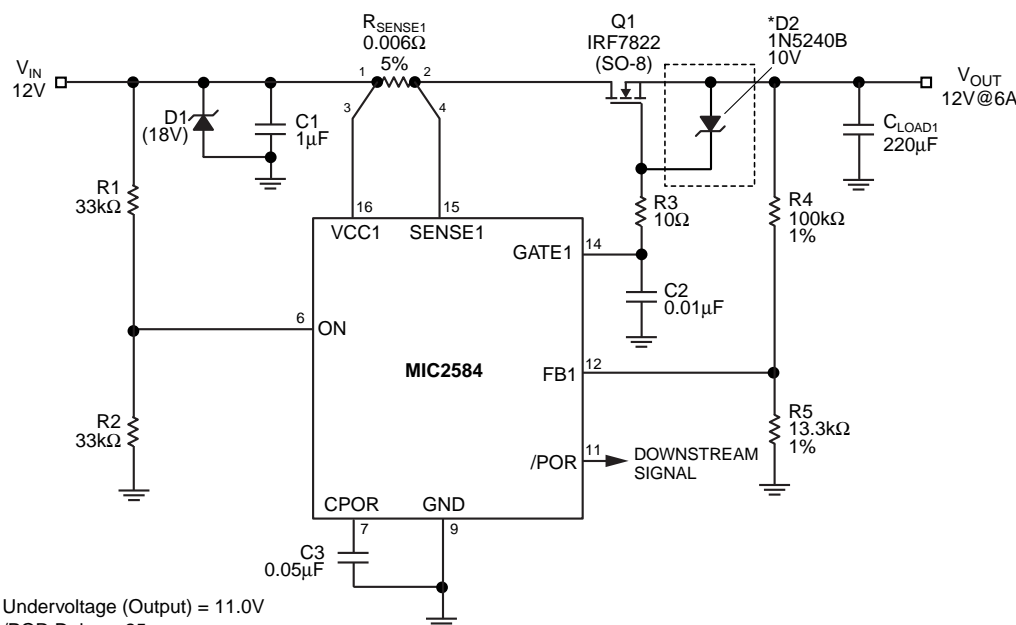 R_SENSE1
0.006Ω
5%
Q1
IRF7822
(SO-8)
*D2
1N5240B
10V
V_IN
12V
1
2
3
4
V_OUT
12V@6A
D1
(18V)
C1
1µF
C_LOAD1
220µF
R1
33kΩ
16
15
VCC1
SENSE1
R3
10Ω
R4
100kΩ
1%
GATE1
14
C2
0.01µF
6
ON
MIC2584
FB1
12
R2
33kΩ
R5
13.3kΩ
1%
/POR
11
DOWNSTREAM
SIGNAL
CPOR
GND
7
9
C3
0.05µF
Undervoltage (Output) = 11.0V